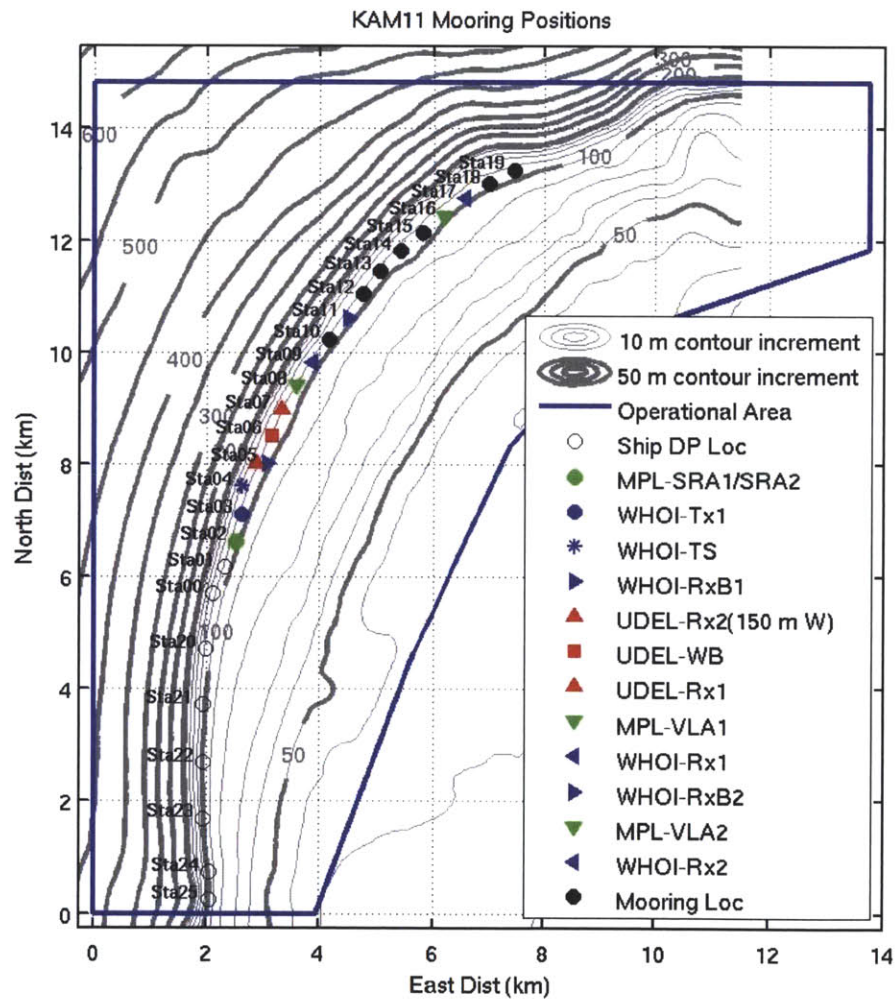 KAM11 Mooring Positions
300
200
14
600
100
Sta19
Sta18
Sta17
Sta16
12
500
50
Sta15
Sta14
Sta13
Sta12
Sta11
10
400
Sta10
Sta09
Sta08
300
Sta07
Sta06
8
Sta05
Sta04
Sta03
Sta02
6
Sta01
Sta00
100
Sta20
4
Sta21
50
Sta22
2
Sta23
Sta24
Sta25
0
North Dist (km)
10 m contour increment
50 m contour increment
Operational Area
Ship DP Loc
MPL-SRA1/SRA2
WHOI-Tx1
WHOI-TS
WHOI-RxB1
UDEL-Rx2(150 m W)
UDEL-WB
UDEL-Rx1
MPL-VLA1
WHOI-Rx1
WHOI-RxB2
MPL-VLA2
WHOI-Rx2
Mooring Loc
0 2 4 6 8 10 12 14
East Dist (km)